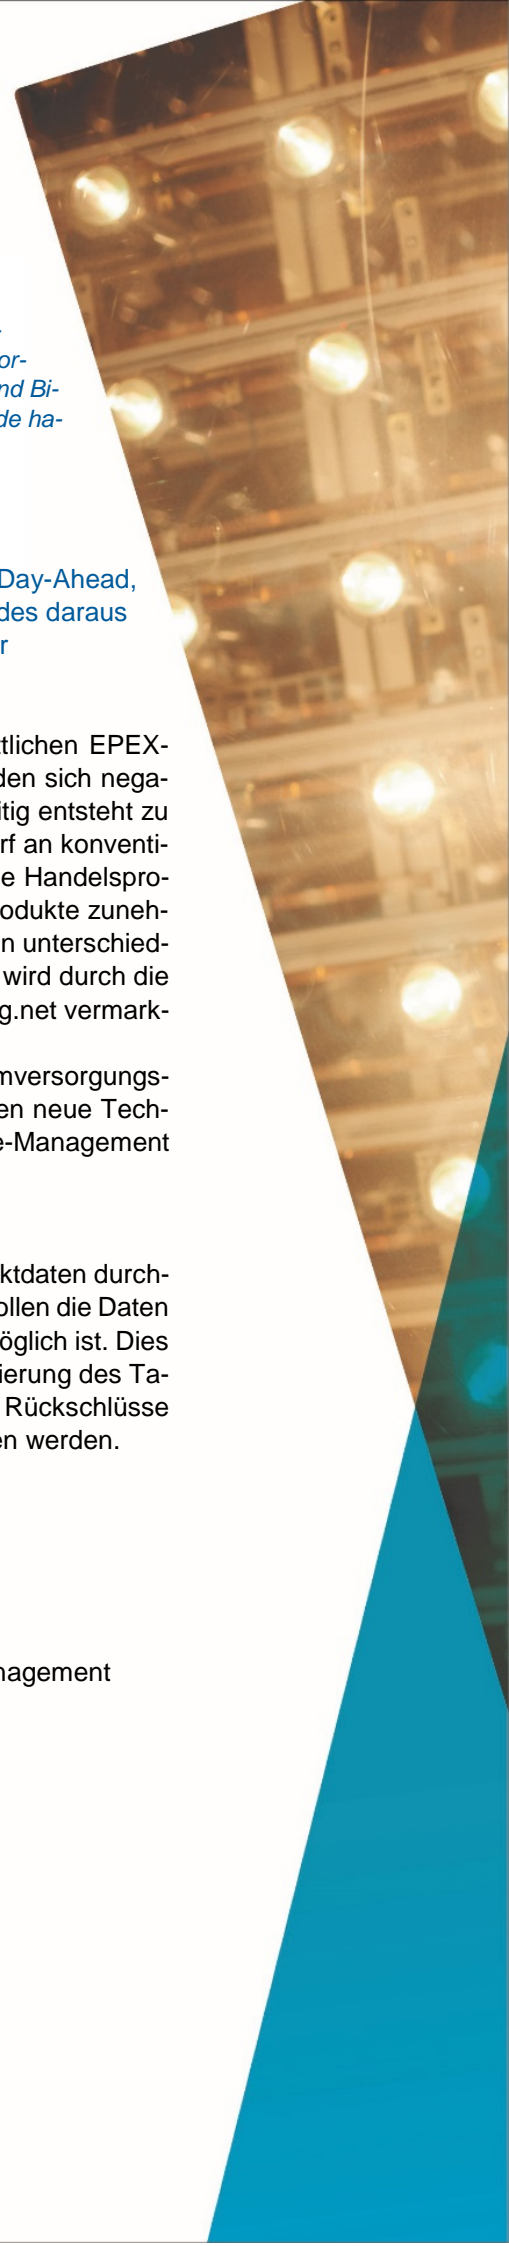 or-
nd Bi-
de ha-
Day-Ahead,
des daraus
r
ttlichen EPEX-
den sich nega-
itig entsteht zu
rf an konventi-
e Handelspro-
odukte zuneh-
n unterschied-
wird durch die
g.net vermark-
mversorgungs-
en neue Tech-
e-Management
ktdaten durch-
ollen die Daten
öglich ist. Dies
ierung des Ta-
Rückschlüsse
en werden.
nagement